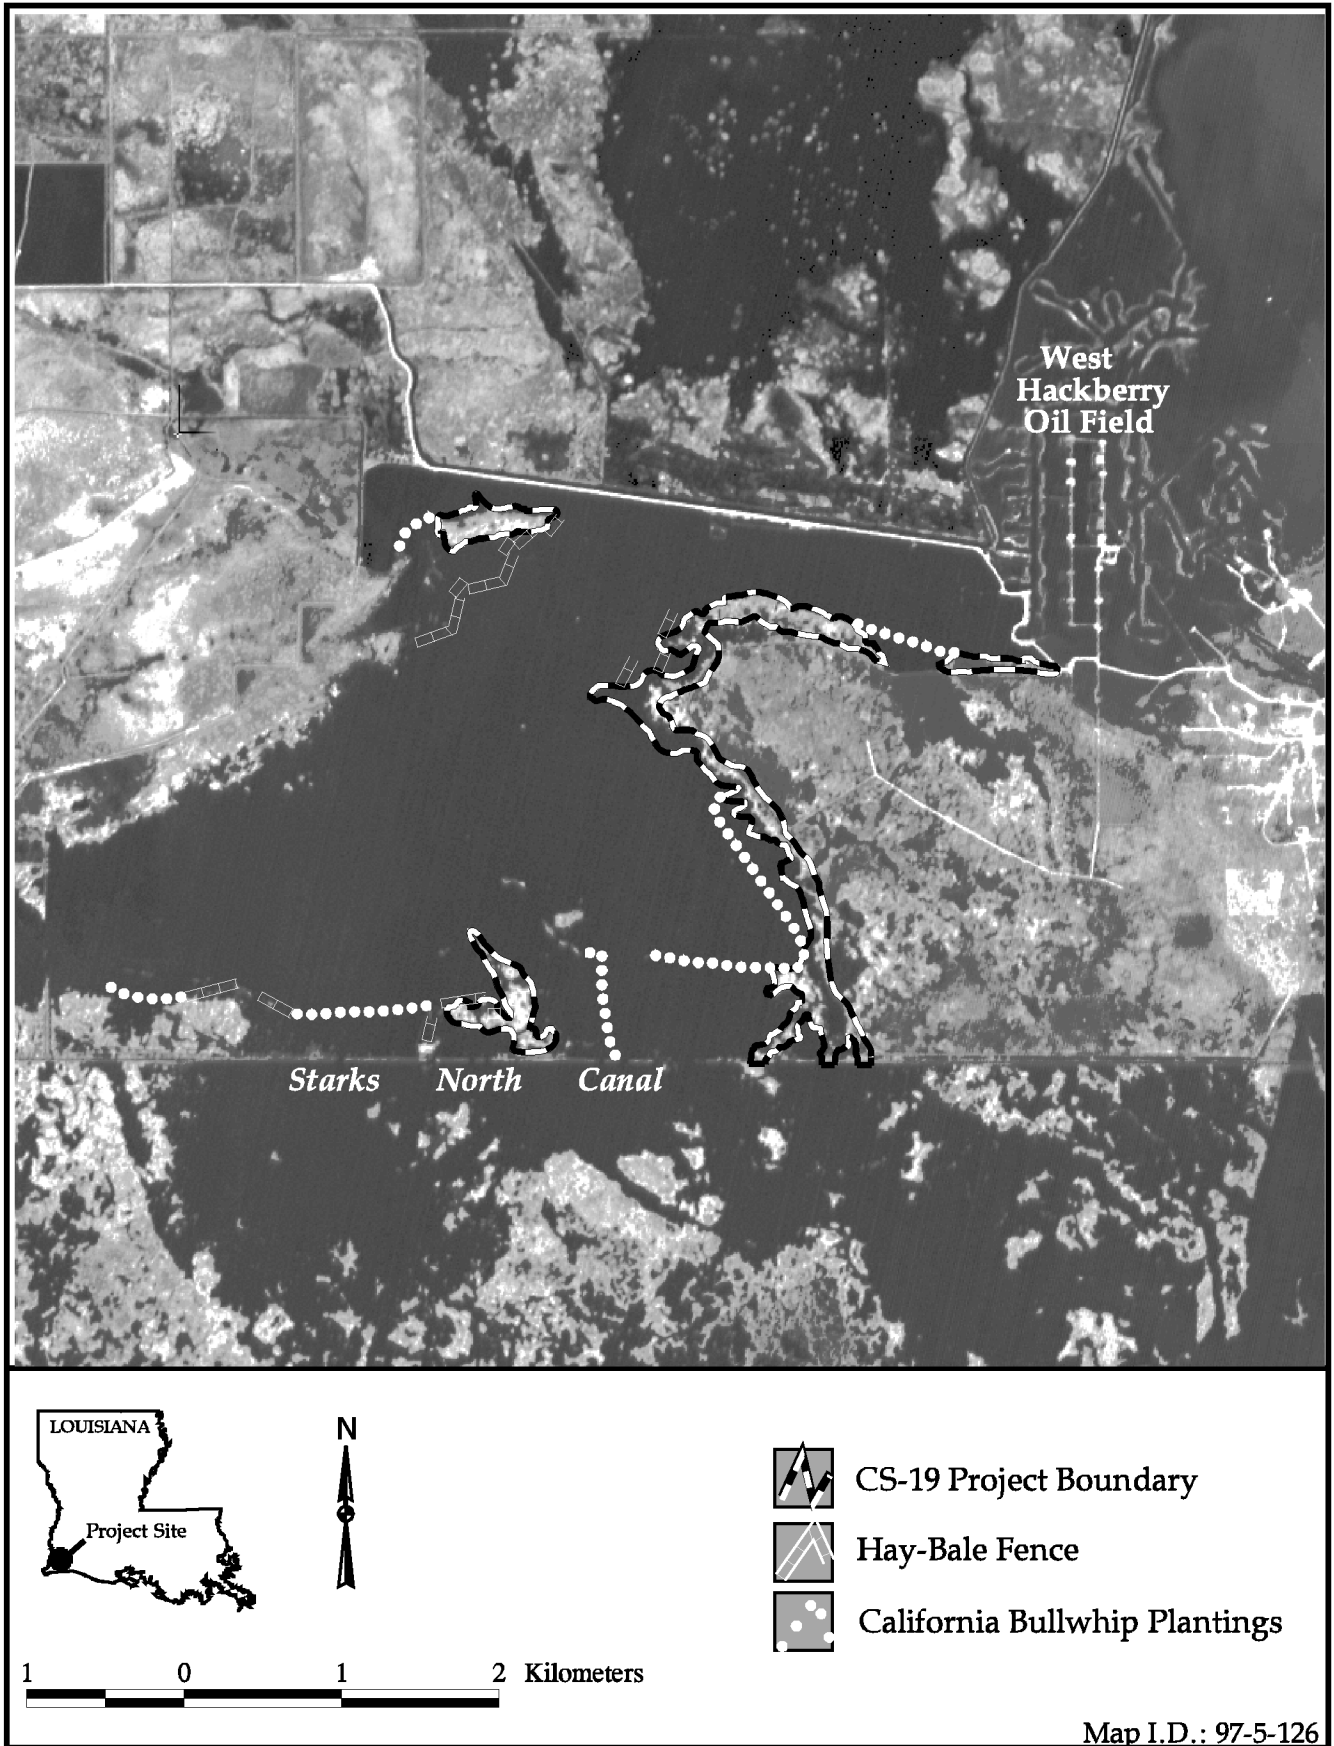 West
Hackberry
Oil Field
Starks North Canal
LOUISIANA
Project Site
N
CS-19 Project Boundary
Hay-Bale Fence
California Bullwhip Plantings
1 0 1 2 Kilometers
Map I.D.: 97-5-126